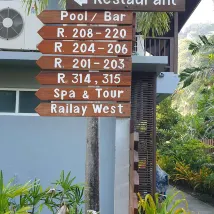 Restaurant
Pool / Bar
R. 208-220
R. 204-206
R. 201-203
R. 314, 315
Spa & Tour
Railay West